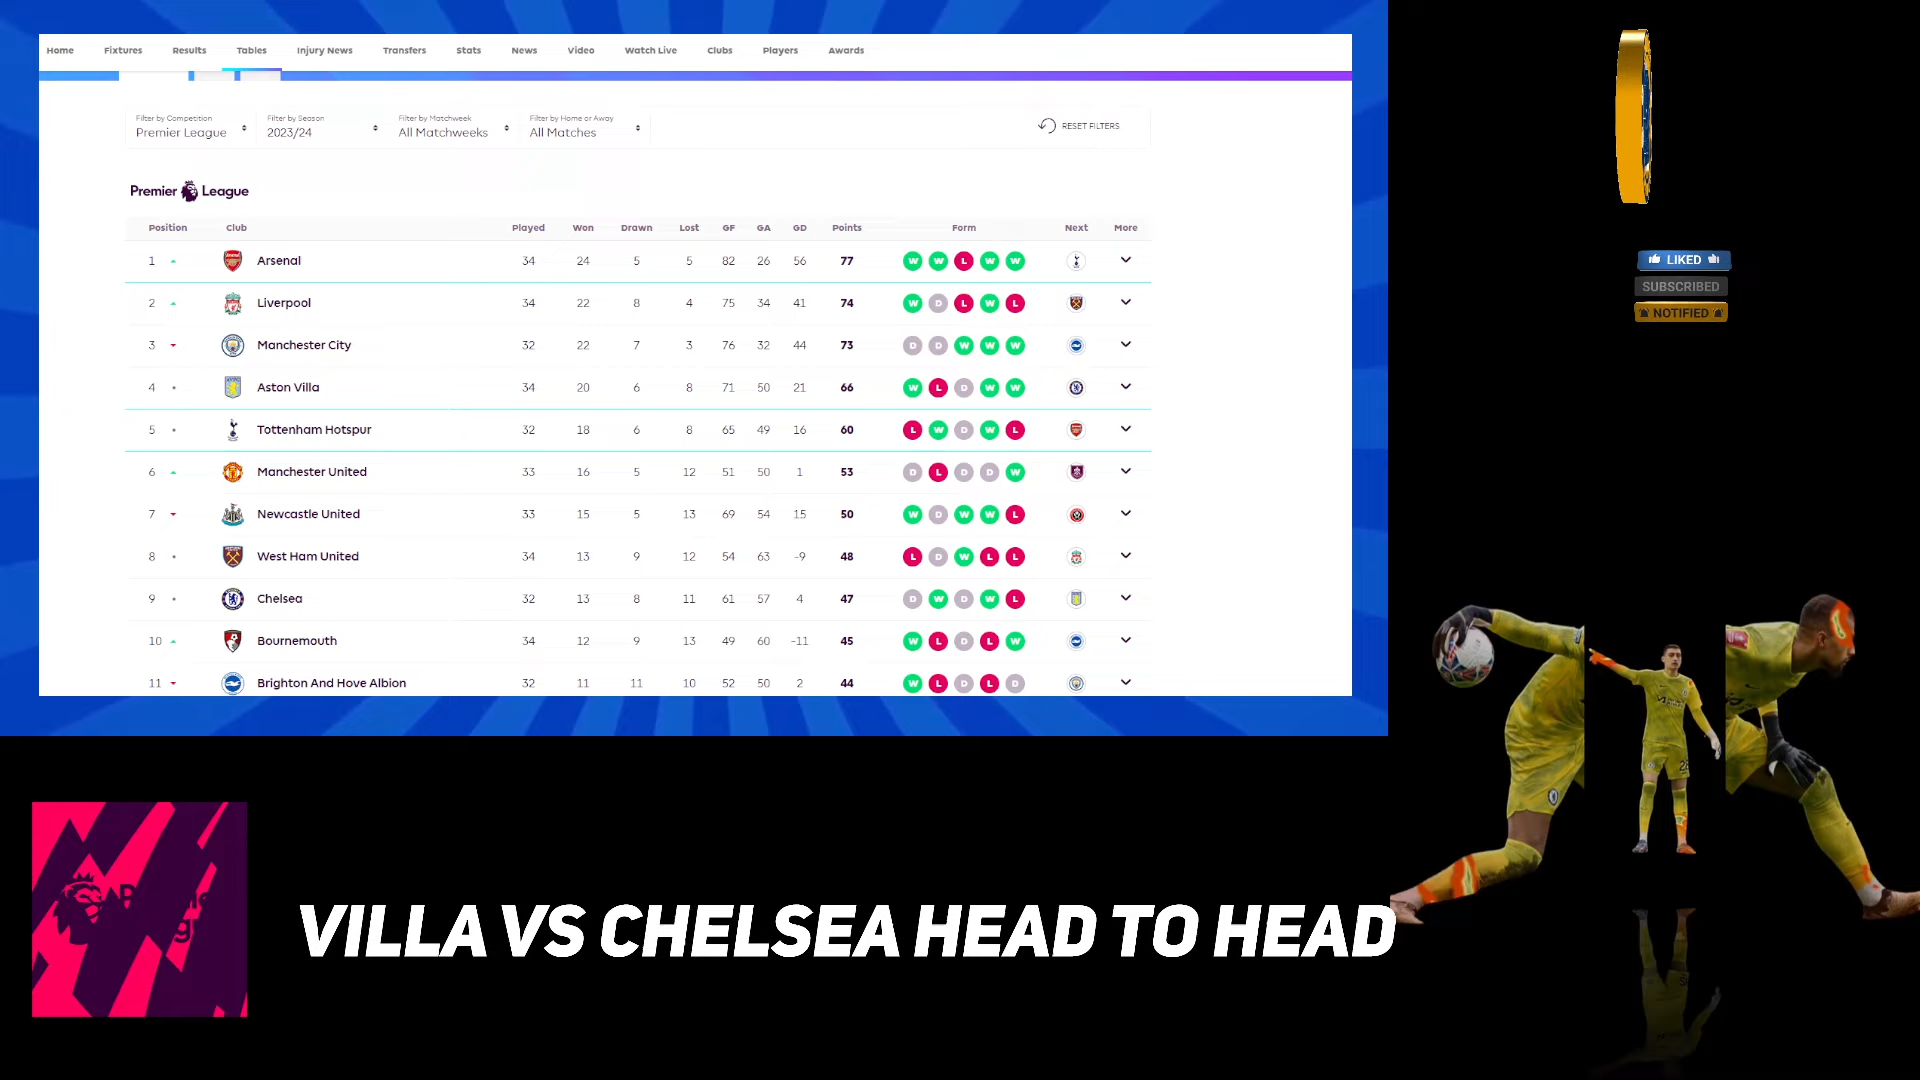 Home Fixtures Results Tables Injury News Transfers Stats News Video Watch Live Clubs Players Awards
Filter by Competition Filter by Season Filter by Matchweek Filter by Home or Away
Premier League 2023/24 All Matchweeks All Matches RESET FILTERS
Premier League
Position Club Played Won Drawn Lost GF GA GD Points Form Next More
1 Arsenal 34 24 5 5 82 26 56 77 W W L W W
2 Liverpool 34 22 8 4 75 34 41 74 W D L W L
3 Manchester City 32 22 7 3 76 32 44 73 D D W W W
4 Aston Villa 34 20 6 8 71 50 21 66 W L D W W
5 Tottenham Hotspur 32 18 6 8 65 49 16 60 L W D W L
6 Manchester United 33 16 5 12 51 50 1 53 D L D D W
7 Newcastle United 33 15 5 13 69 54 15 50 W D W W L
8 West Ham United 34 13 9 12 54 63 -9 48 L D W L L
9 Chelsea 32 13 8 11 61 57 4 47 D W D W L
10 Bournemouth 34 12 9 13 49 60 -11 45 W L D L W
11 Brighton And Hove Albion 32 11 11 10 52 50 2 44 W L D L D
LIKED
SUBSCRIBED
NOTIFIED
VILLA VS CHELSEA HEAD TO HEAD